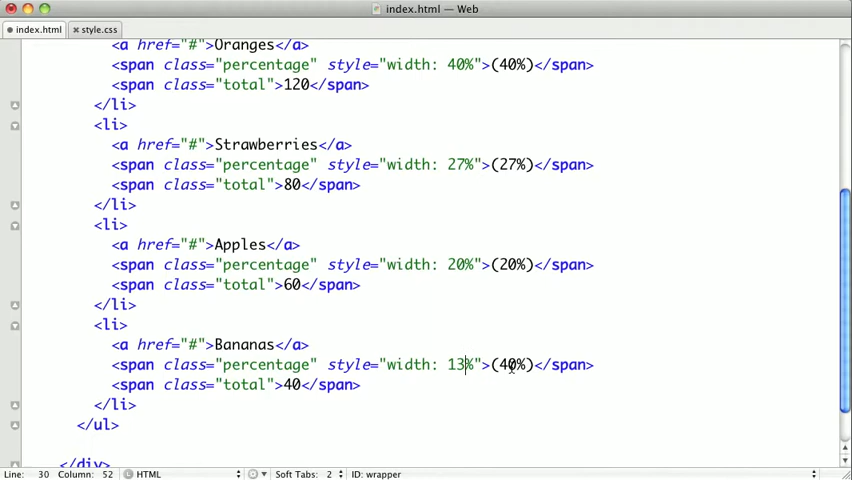 index.html — Web
index.html
style.css
<a href="#">Oranges</a>
<span class="percentage" style="width: 40%">(40%)</span>
<span class="total">120</span>
</li>
<li>
<a href="#">Strawberries</a>
<span class="percentage" style="width: 27%">(27%)</span>
<span class="total">80</span>
</li>
<li>
<a href="#">Apples</a>
<span class="percentage" style="width: 20%">(20%)</span>
<span class="total">60</span>
</li>
<li>
<a href="#">Bananas</a>
<span class="percentage" style="width: 13%">(40%)</span>
<span class="total">40</span>
</li>
</ul>
</div>
Line: 30 Column: 52 HTML Soft Tabs: 2 ID: wrapper